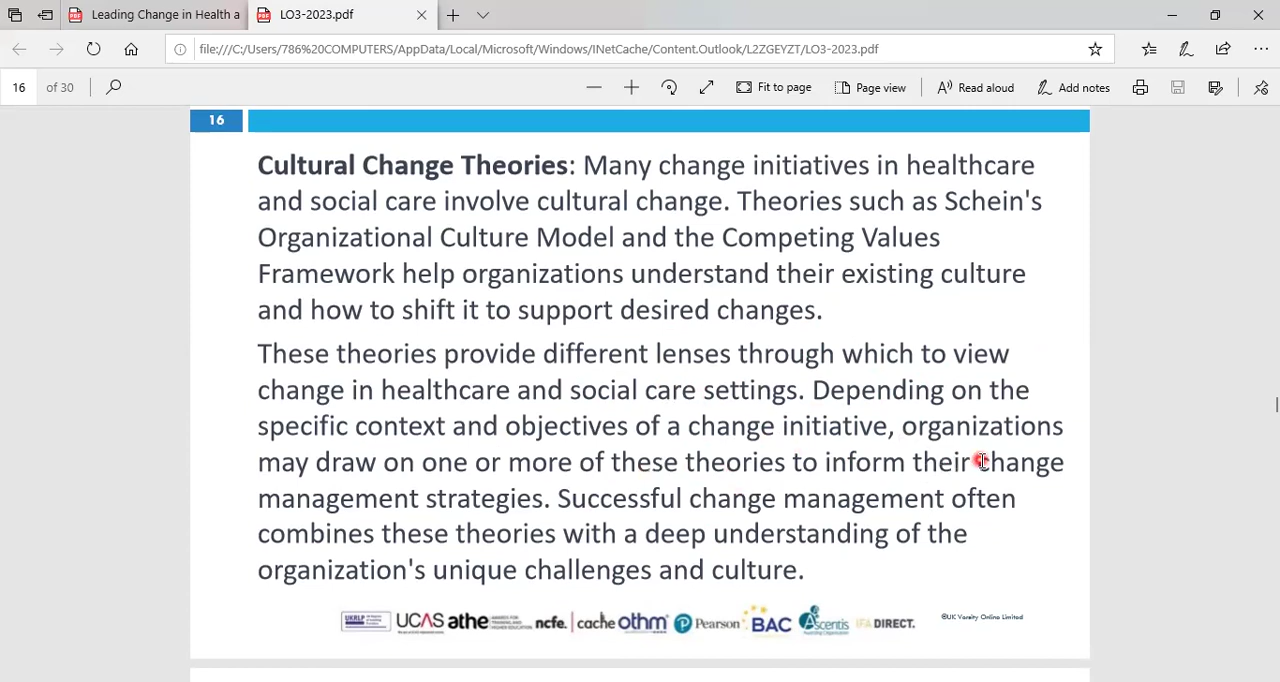 Leading Change in Health a
LO3-2023.pdf
file:///C:/Users/786%20COMPUTERS/AppData/Local/Microsoft/Windows/INetCache/Content.Outlook/L2ZGEYZT/LO3-2023.pdf
16 of 30
Fit to page
Page view
Read aloud
Add notes
16
Cultural Change Theories: Many change initiatives in healthcare
and social care involve cultural change. Theories such as Schein's
Organizational Culture Model and the Competing Values
Framework help organizations understand their existing culture
and how to shift it to support desired changes.
These theories provide different lenses through which to view
change in healthcare and social care settings. Depending on the
specific context and objectives of a change initiative, organizations
may draw on one or more of these theories to inform their change
management strategies. Successful change management often
combines these theories with a deep understanding of the
organization's unique challenges and culture.
UKRLP UCAS athe ncfe. cache othm Pearson BAC Ascentis IFA DIRECT.
©UK Varsity Online Limited